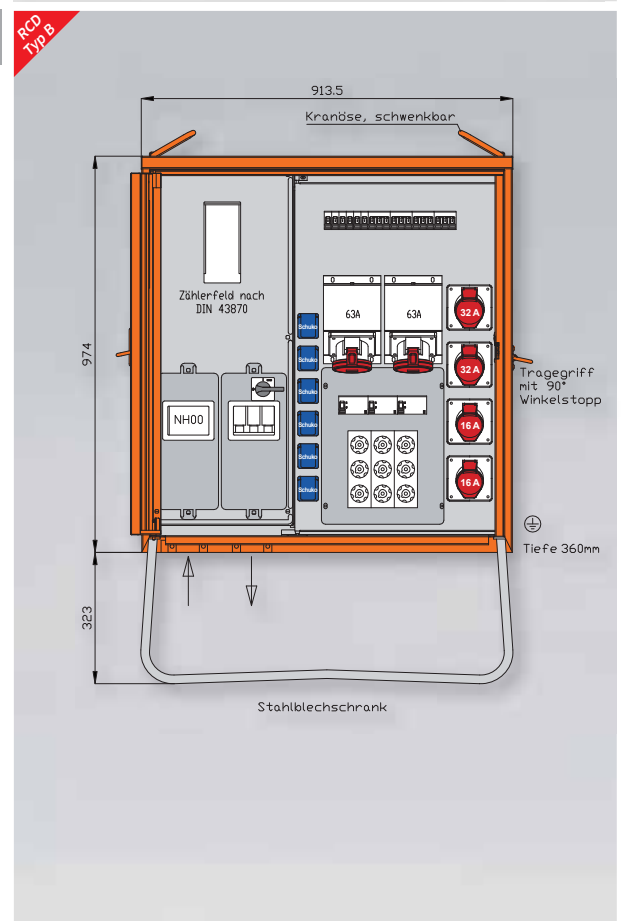 RCD
Typ B
913.5
Kranöse, schwenkbar
Zählerfeld nach
DIN 43870
63A
63A
32 A
Schuko
Schuko
32 A
974
Tragegriff
mit 90°
Winkelstopp
Schuko
NH00
Schuko
16 A
Schuko
16 A
Schuko
Tiefe 360mm
323
Stahlblechschrank